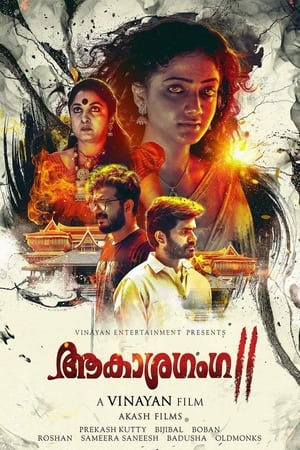 VINAYAN ENTERTAINMENT PRESENTS
ആകാശഗംഗ II
A VINAYAN FILM
AKASH FILMS
PREKASH KUTTY BIJIBAL BOBAN
ROSHAN SAMEERA SANEESH BADUSHA OLDMONKS